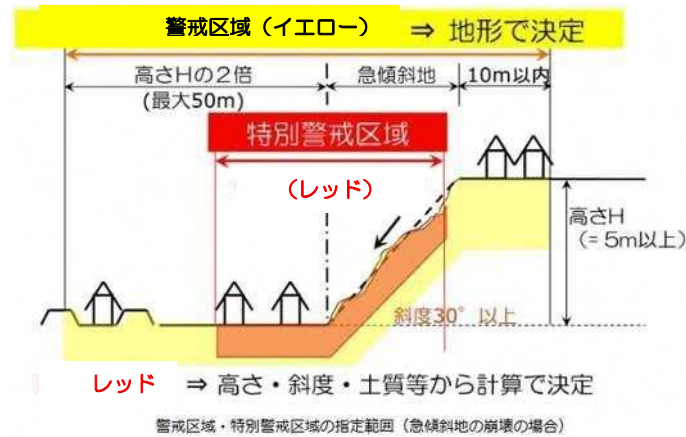 警戒区域（イエロー） ⇒ 地形で決定
高さHの２倍
(最大50m)
急傾斜地
10m以内
特別警戒区域
（レッド）
高さH
（= 5m以上）
斜度30°以上
レッド ⇒ 高さ・斜度・土質等から計算で決定
警戒区域・特別警戒区域の指定範囲（急傾斜地の崩壊の場合）